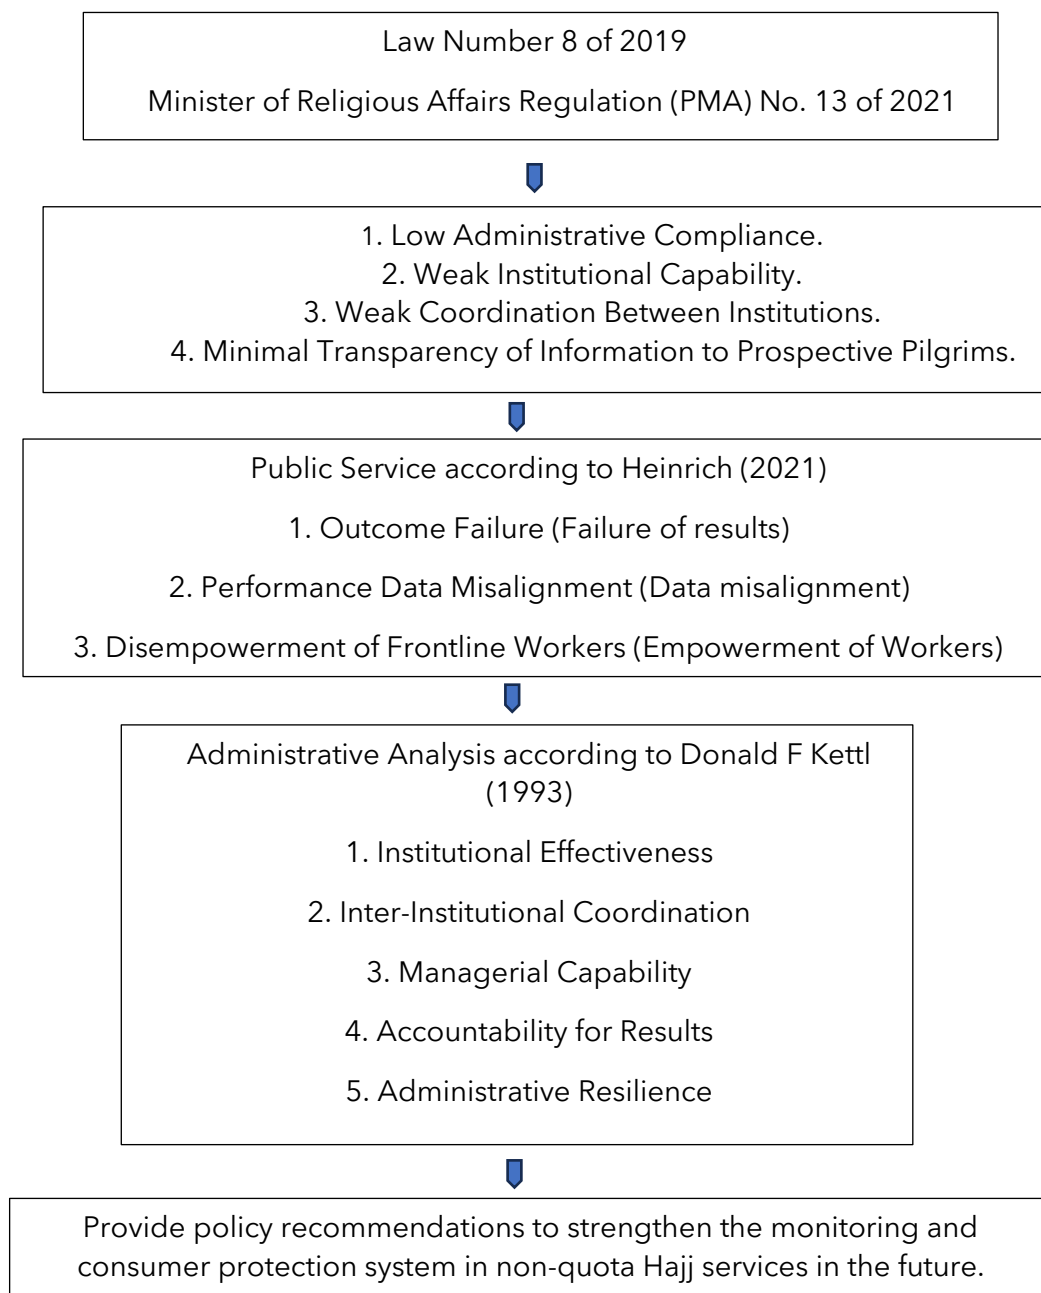 Law Number 8 of 2019
Minister of Religious Affairs Regulation (PMA) No. 13 of 2021
1. Low Administrative Compliance.
2. Weak Institutional Capability.
3. Weak Coordination Between Institutions.
4. Minimal Transparency of Information to Prospective Pilgrims.
Public Service according to Heinrich (2021)
1. Outcome Failure (Failure of results)
2. Performance Data Misalignment (Data misalignment)
3. Disempowerment of Frontline Workers (Empowerment of Workers)
Administrative Analysis according to Donald F Kettl
(1993)
1. Institutional Effectiveness
2. Inter-Institutional Coordination
3. Managerial Capability
4. Accountability for Results
5. Administrative Resilience
Provide policy recommendations to strengthen the monitoring and
consumer protection system in non-quota Hajj services in the future.